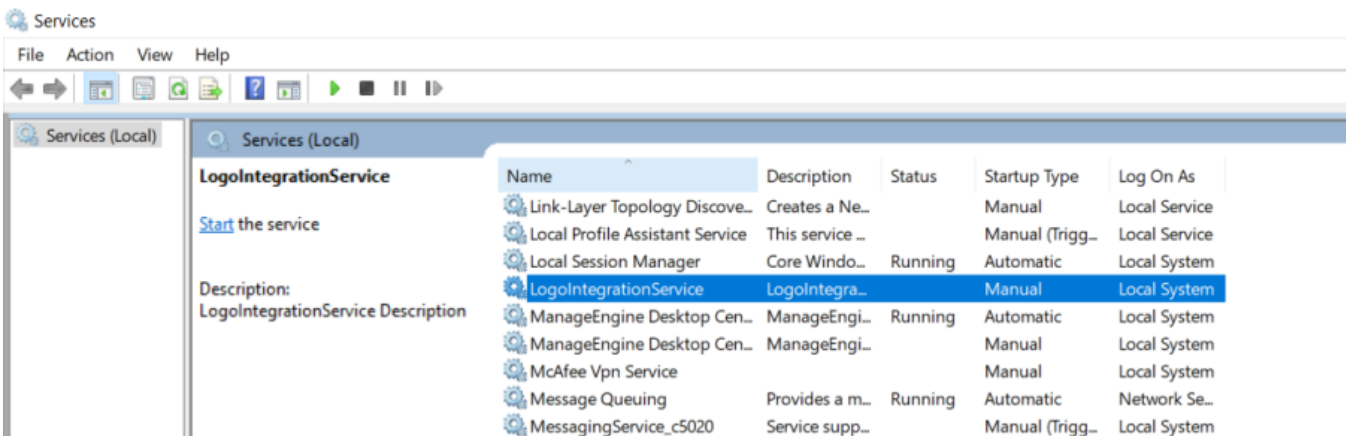 Services
File Action View Help
Services (Local)
Services (Local)
LogoIntegrationService
Start the service
Description:
LogoIntegrationService Description
Name Description Status Startup Type Log On As
Link-Layer Topology Discove... Creates a Ne... Manual Local Service
Local Profile Assistant Service This service ... Manual (Trigg... Local Service
Local Session Manager Core Windo... Running Automatic Local System
LogoIntegrationService LogoIntegra... Manual Local System
ManageEngine Desktop Cen... ManageEngi... Running Automatic Local System
ManageEngine Desktop Cen... ManageEngi... Manual Local System
McAfee Vpn Service Manual Local System
Message Queuing Provides a m... Running Automatic Network Se...
MessagingService_c5020 Service supp... Manual (Trigg... Local System